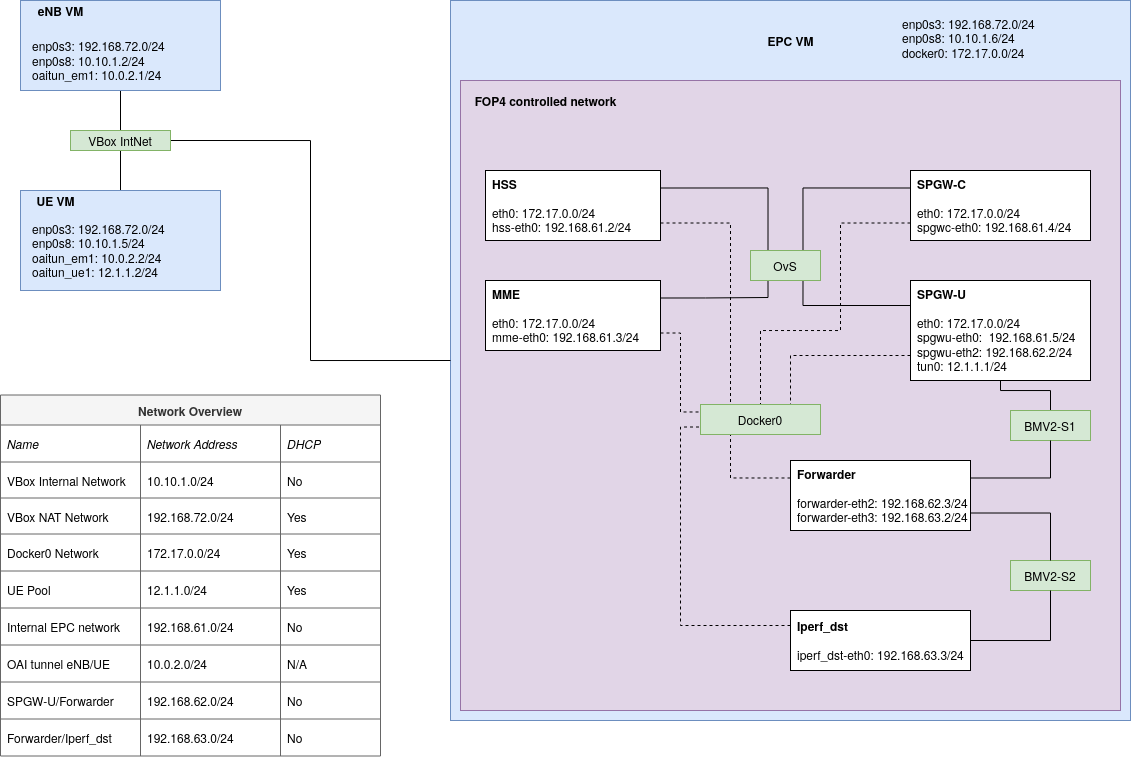 eNB VM
enp0s3: 192.168.72.0/24
enp0s8: 10.10.1.2/24
oaitun_em1: 10.0.2.1/24
VBox IntNet
UE VM
enp0s3: 192.168.72.0/24
enp0s8: 10.10.1.5/24
oaitun_em1: 10.0.2.2/24
oaitun_ue1: 12.1.1.2/24
EPC VM
enp0s3: 192.168.72.0/24
enp0s8: 10.10.1.6/24
docker0: 172.17.0.0/24
FOP4 controlled network
HSS
eth0: 172.17.0.0/24
hss-eth0: 192.168.61.2/24
SPGW-C
eth0: 172.17.0.0/24
spgwc-eth0: 192.168.61.4/24
OvS
MME
eth0: 172.17.0.0/24
mme-eth0: 192.168.61.3/24
SPGW-U
eth0: 172.17.0.0/24
spgwu-eth0: 192.168.61.5/24
spgwu-eth2: 192.168.62.2/24
tun0: 12.1.1.1/24
Docker0
BMV2-S1
Forwarder
forwarder-eth2: 192.168.62.3/24
forwarder-eth3: 192.168.63.2/24
BMV2-S2
Iperf_dst
iperf_dst-eth0: 192.168.63.3/24
Network Overview
Name Network Address DHCP
VBox Internal Network 10.10.1.0/24 No
VBox NAT Network 192.168.72.0/24 Yes
Docker0 Network 172.17.0.0/24 Yes
UE Pool 12.1.1.0/24 Yes
Internal EPC network 192.168.61.0/24 No
OAI tunnel eNB/UE 10.0.2.0/24 N/A
SPGW-U/Forwarder 192.168.62.0/24 No
Forwarder/Iperf_dst 192.168.63.0/24 No